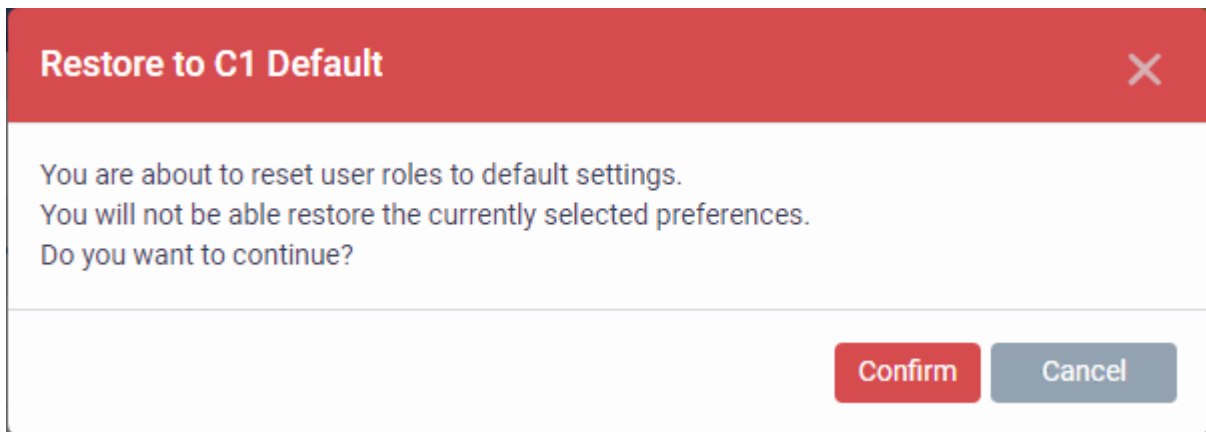 Restore to C1 Default
You are about to reset user roles to default settings.
You will not be able restore the currently selected preferences.
Do you want to continue?
Confirm Cancel